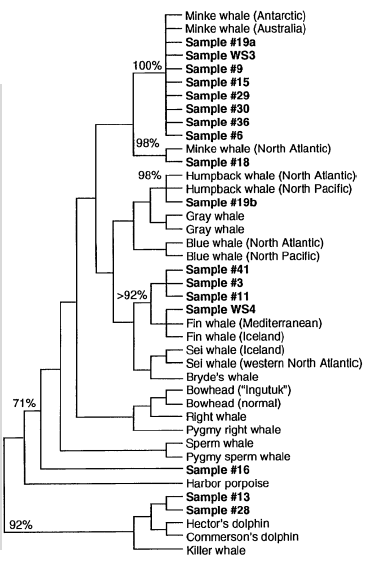 Minke whale (Antarctic)
Minke whale (Australia)
Sample #19a
Sample WS3
100%
Sample #9
Sample #15
Sample #29
Sample #30
Sample #36
Sample #6
98%
Minke whale (North Atlantic)
Sample #18
98%
Humpback whale (North Atlantic)
Humpback whale (North Pacific)
Sample #19b
Gray whale
Gray whale
Blue whale (North Atlantic)
Blue whale (North Pacific)
Sample #41
Sample #3
>92%
Sample #11
Sample WS4
Fin whale (Mediterranean)
Fin whale (Iceland)
Sei whale (Iceland)
Sei whale (western North Atlantic)
Bryde's whale
Bowhead ("Ingutuk")
71%
Bowhead (normal)
Right whale
Pygmy right whale
Sperm whale
Pygmy sperm whale
Sample #16
Harbor porpoise
Sample #13
Sample #28
92%
Hector's dolphin
Commerson's dolphin
Killer whale